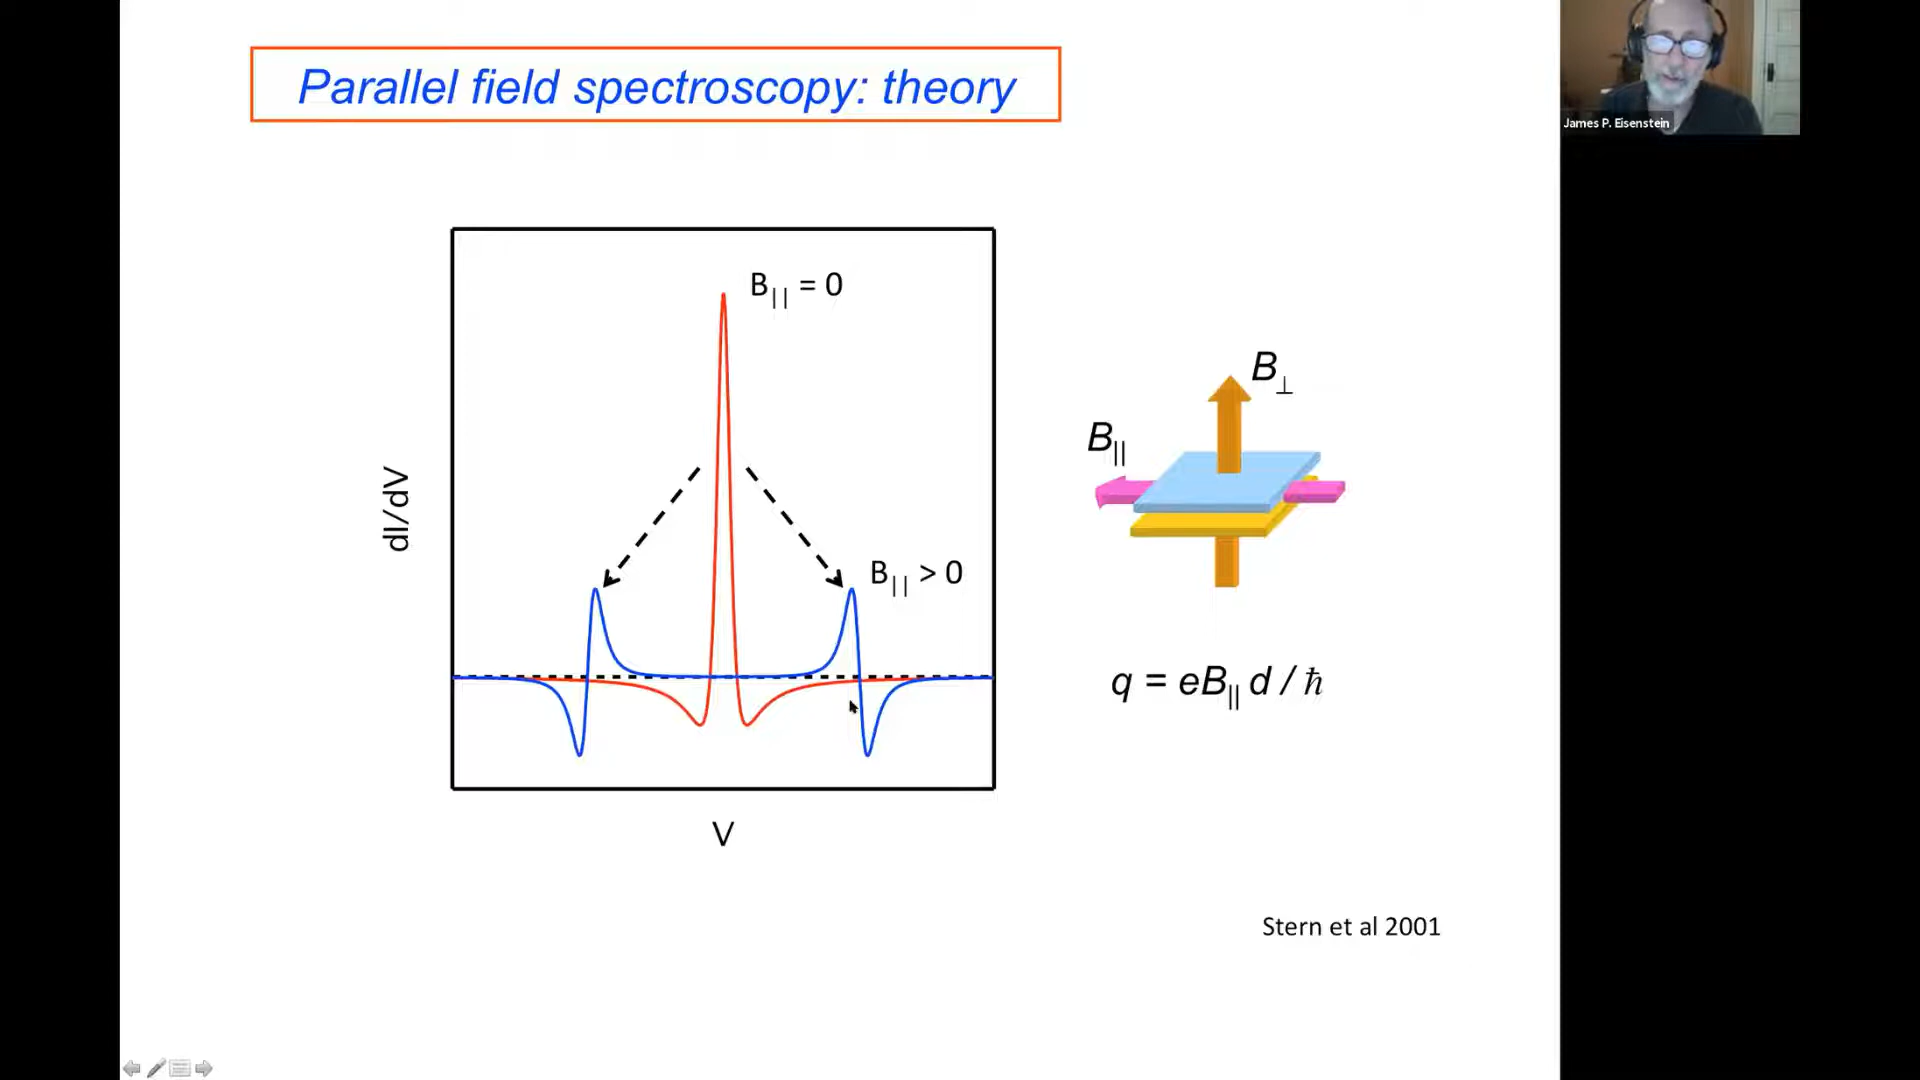 Parallel field spectroscopy: theory
James P. Eisenstein
B|| = 0
B⊥
B||
dI/dV
B|| > 0
q = eB|| d / ħ
V
Stern et al 2001